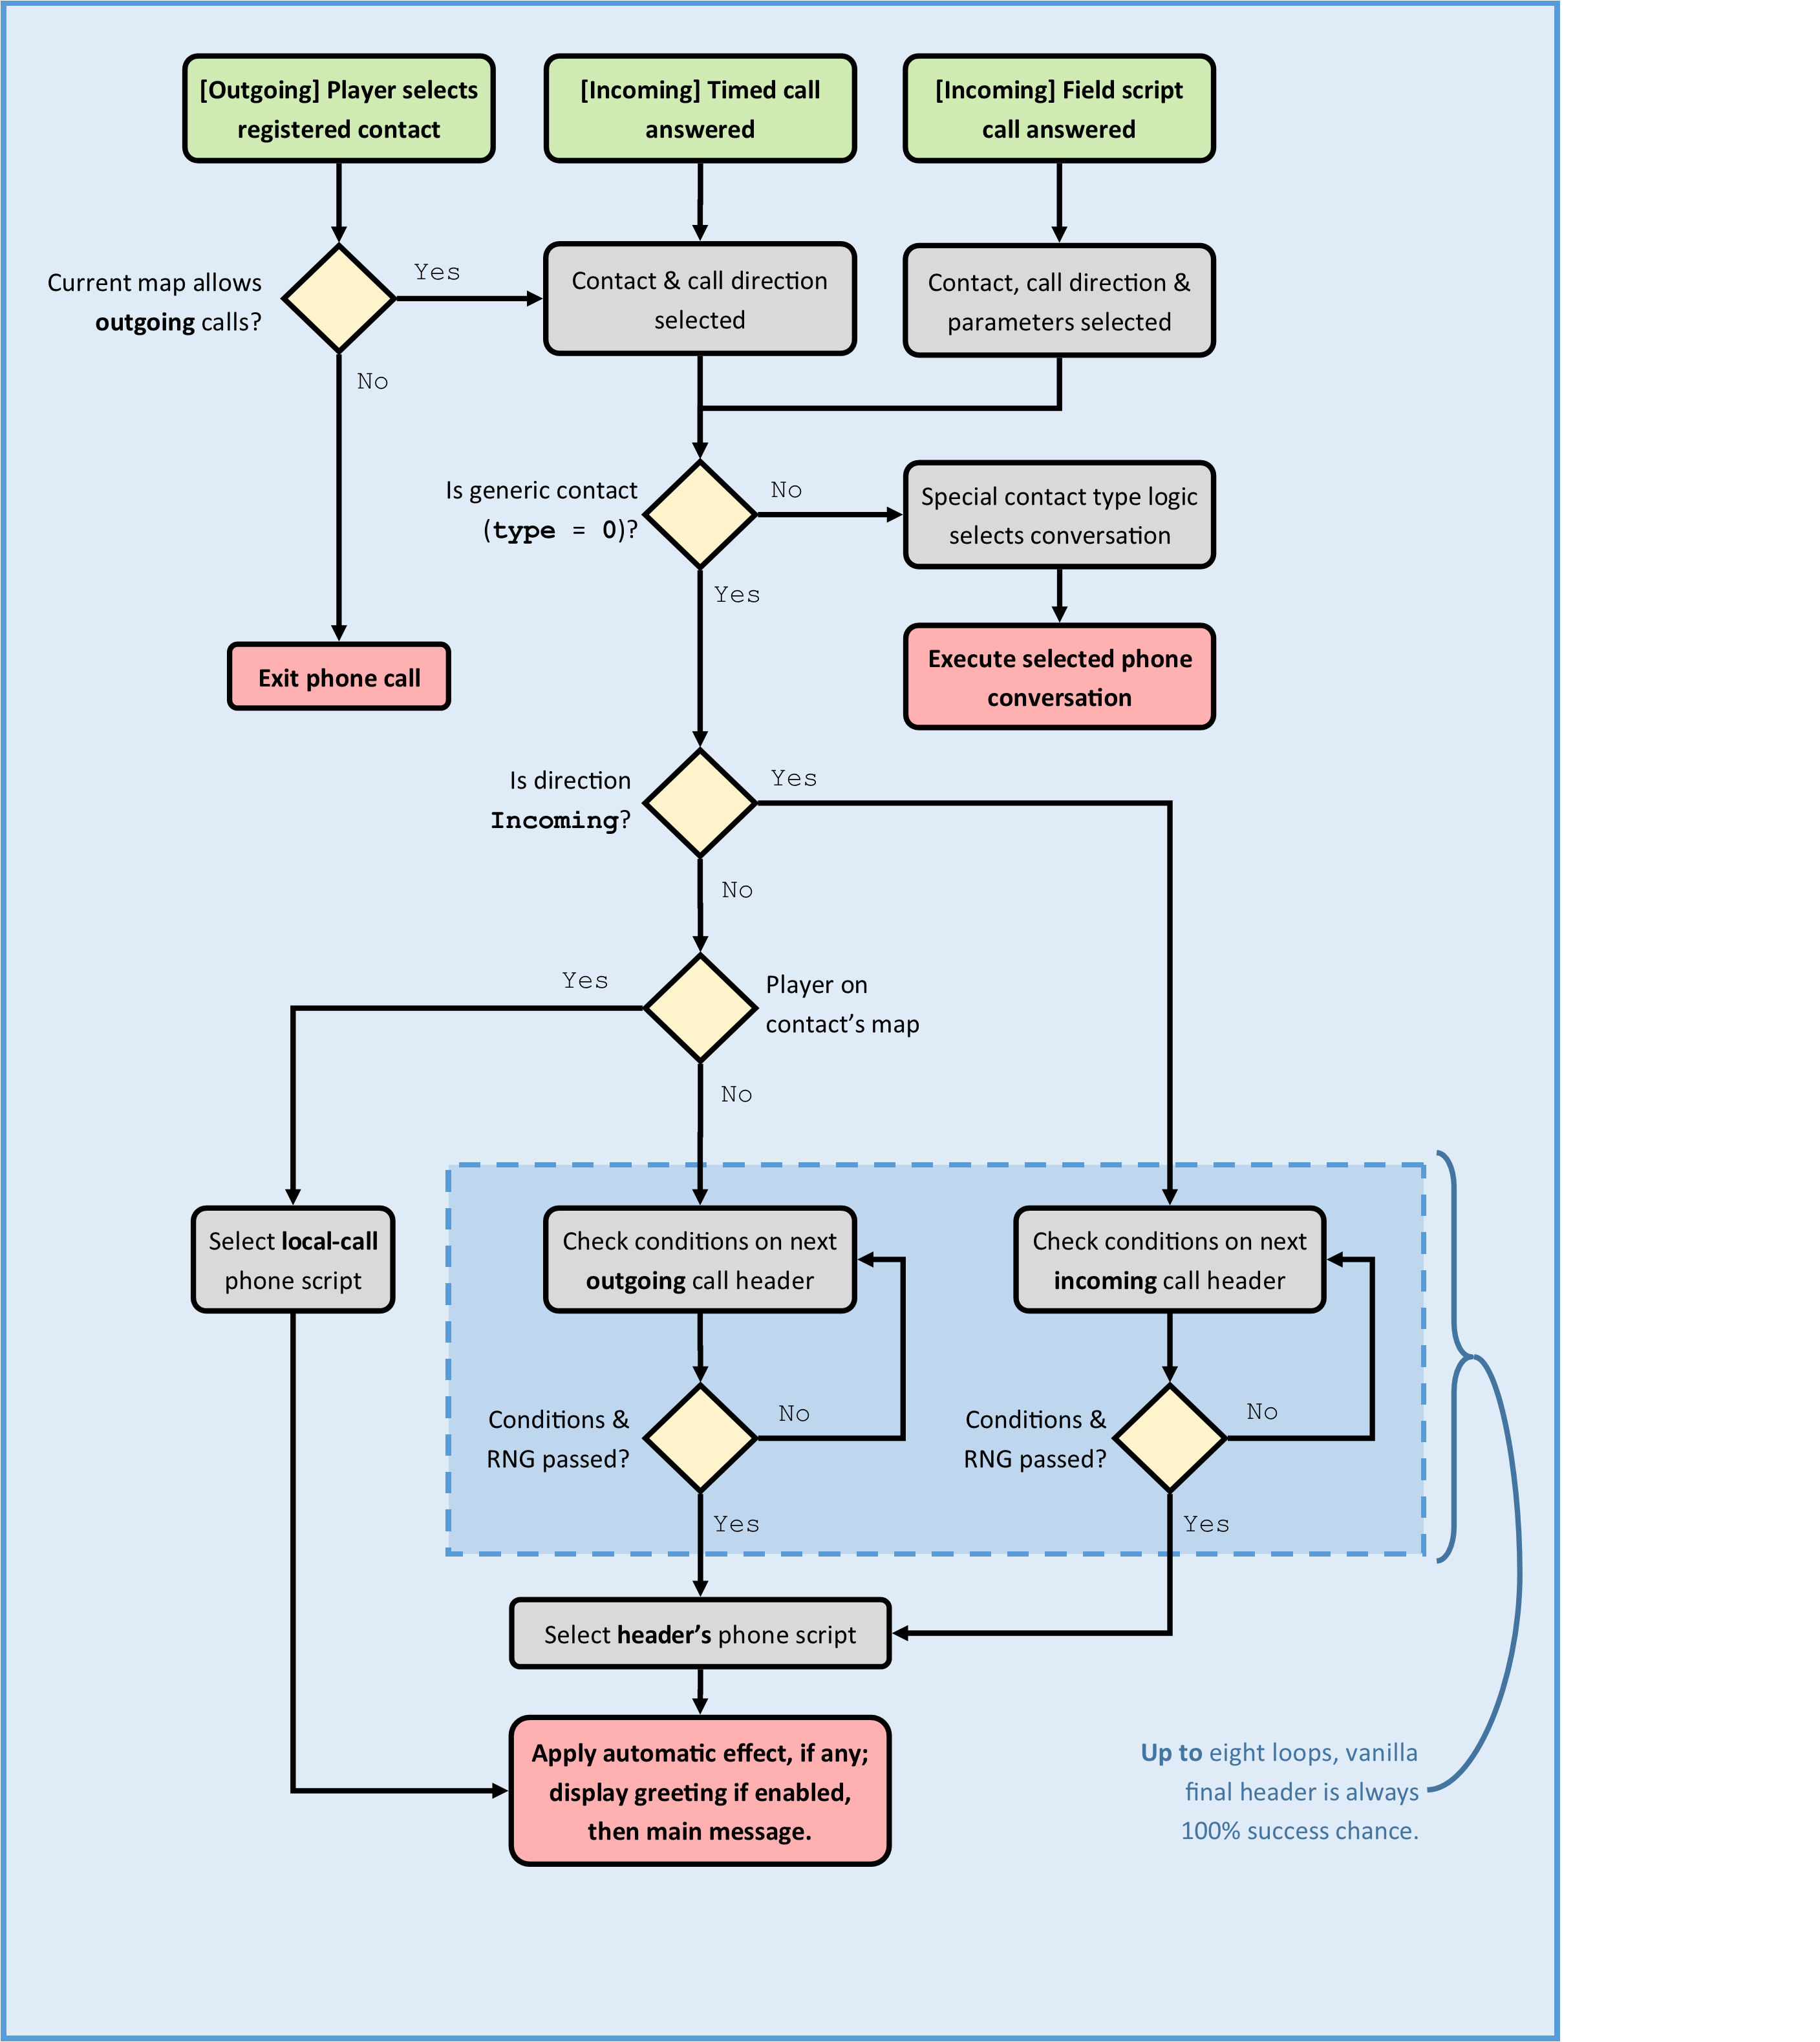 [Outgoing] Player selects
registered contact
[Incoming] Timed call
answered
[Incoming] Field script
call answered
Current map allows
outgoing calls?
Yes
No
Contact & call direction
selected
Contact, call direction &
parameters selected
Is generic contact
(type = 0)?
No
Yes
Special contact type logic
selects conversation
Exit phone call
Execute selected phone
conversation
Is direction
Incoming?
Yes
No
Yes
Player on
contact’s map
No
Select local-call
phone script
Check conditions on next
outgoing call header
Check conditions on next
incoming call header
Conditions &
RNG passed?
No
Yes
Conditions &
RNG passed?
No
Yes
Select header’s phone script
Apply automatic effect, if any;
display greeting if enabled,
then main message.
Up to eight loops, vanilla
final header is always
100% success chance.